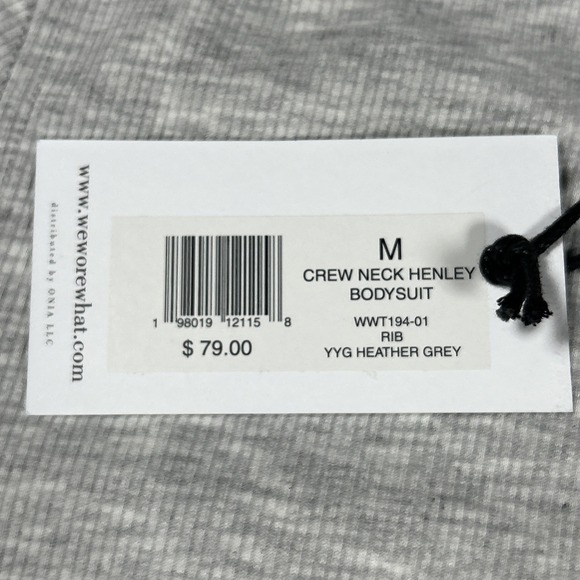 www.weworewhat.com
distributed by ONIA LLC
M
CREW NECK HENLEY
BODYSUIT
WWT194-01
RIB
YYG HEATHER GREY
1 98019 12115 8
$ 79.00